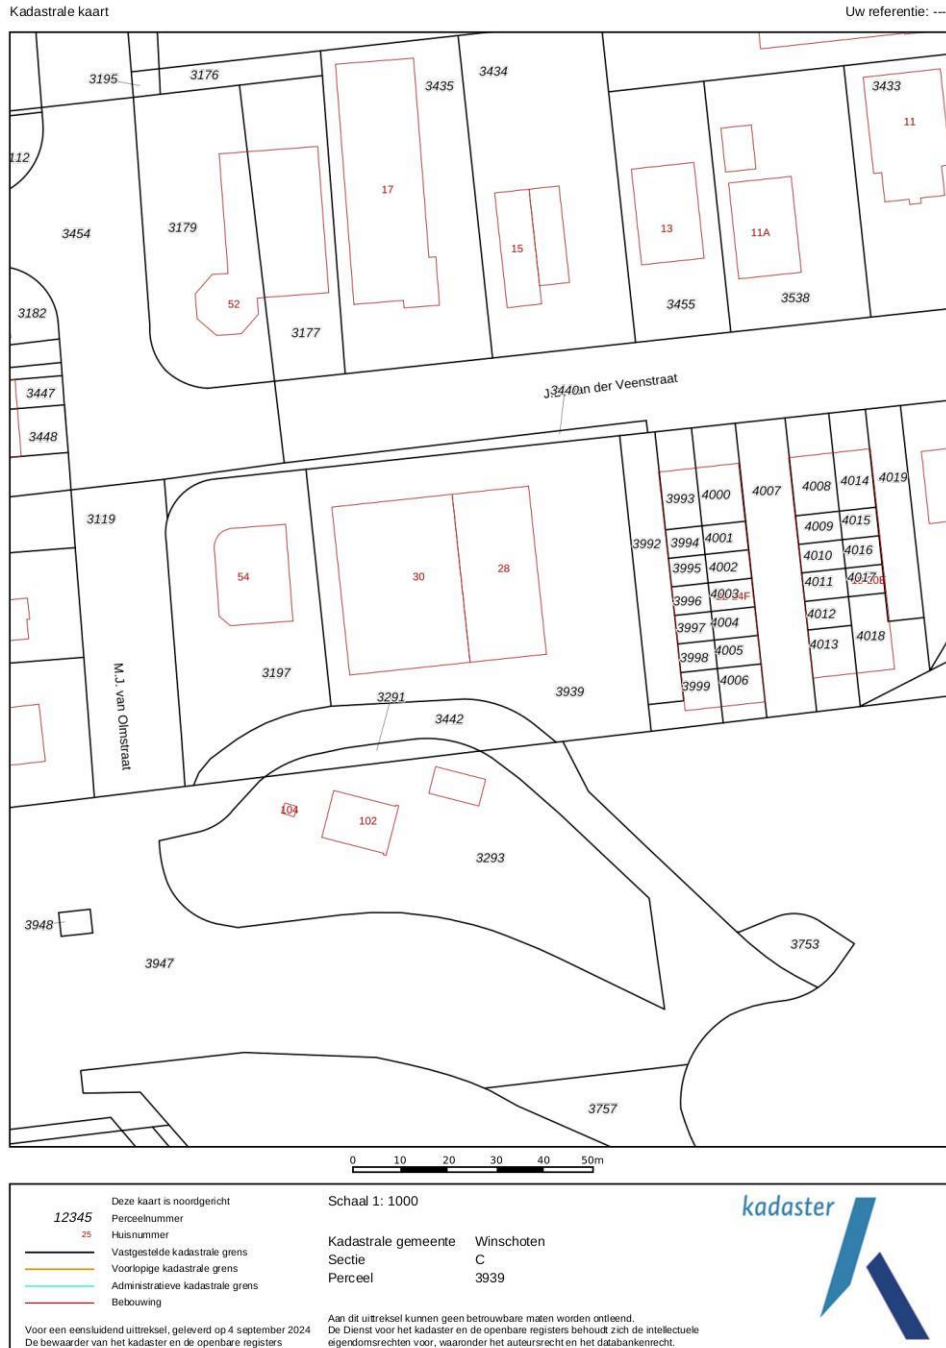 Kadastrale kaart
Uw referentie: ---
3195
3176
3435
3434
3433
11
112
17
3454
3179
15
13
11A
3182
52
3177
3455
3538
3447
3448
3440
van der Veenstraat
3119
54
30
28
3197
3291
3442
3939
M.J. van Olmstraat
3992
3993
4000
4007
4008
4014
4019
3994
4001
4009
4015
3995
4002
4010
4016
3996
4003
4011
4017
3997
4004
4012
3998
4005
4013
4018
3999
4006
104
102
3293
3948
3947
3753
3757
0 10 20 30 40 50m
Deze kaart is noordgericht
12345 Perceelnummer
25 Huisnummer
Vastgestelde kadastrale grens
Voorlopige kadastrale grens
Administratieve kadastrale grens
Bebouwing
Voor een eensluidend uittreksel, geleverd op 4 september 2024
De bewaarder van het kadaster en de openbare registers
Schaal 1: 1000
Kadastrale gemeente Winschoten
Sectie C
Perceel 3939
Aan dit uittreksel kunnen geen betrouwbare maten worden ontleend.
De Dienst voor het kadaster en de openbare registers behoudt zich de intellectuele
eigendomsrechten voor, waaronder het auteursrecht en het databankenrecht.
kadaster